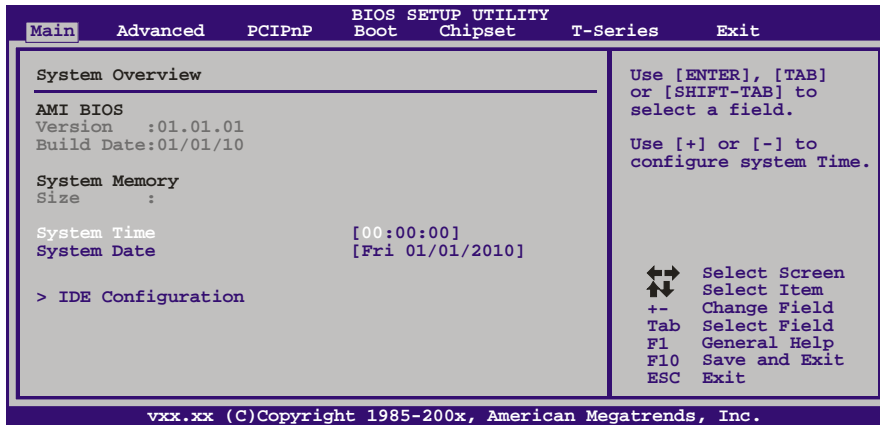 BIOS SETUP UTILITY
Main Advanced PCIPnP Boot Chipset T-Series Exit
System Overview
AMI BIOS
Version :01.01.01
Build Date:01/01/10
System Memory
Size :
System Time [00:00:00]
System Date [Fri 01/01/2010]
> IDE Configuration
Use [ENTER], [TAB]
or [SHIFT-TAB] to
select a field.
Use [+] or [-] to
configure system Time.
Select Screen
Select Item
+- Change Field
Tab Select Field
F1 General Help
F10 Save and Exit
ESC Exit
vxx.xx (C)Copyright 1985-200x, American Megatrends, Inc.